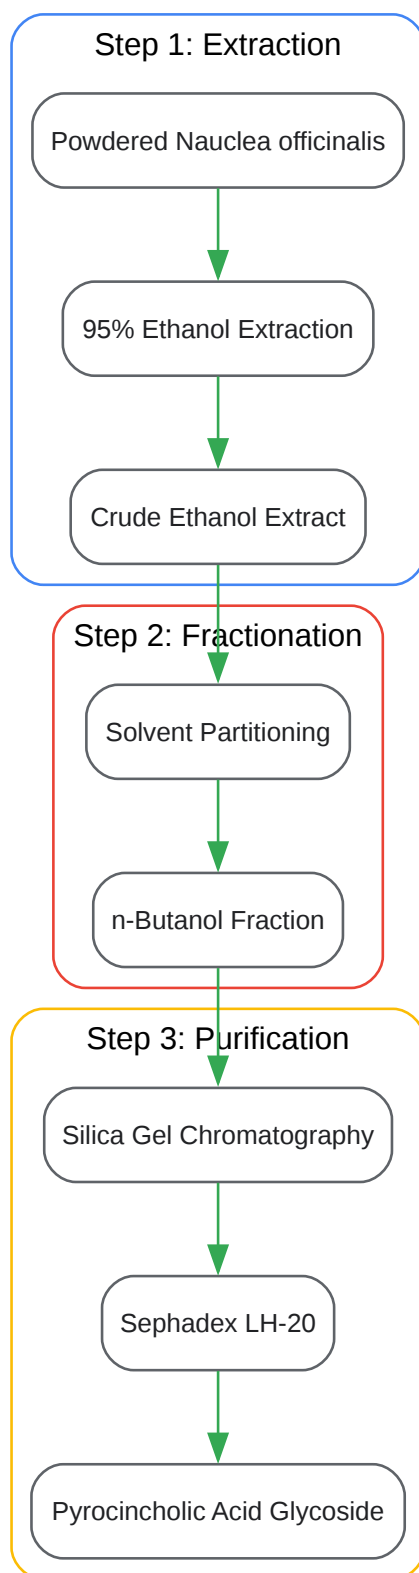 Step 1: Extraction
Powdered Nauclea officinalis
95% Ethanol Extraction
Crude Ethanol Extract
Step 2: Fractionation
Solvent Partitioning
n-Butanol Fraction
Step 3: Purification
Silica Gel Chromatography
Sephadex LH-20
Pyrocincholic Acid Glycoside